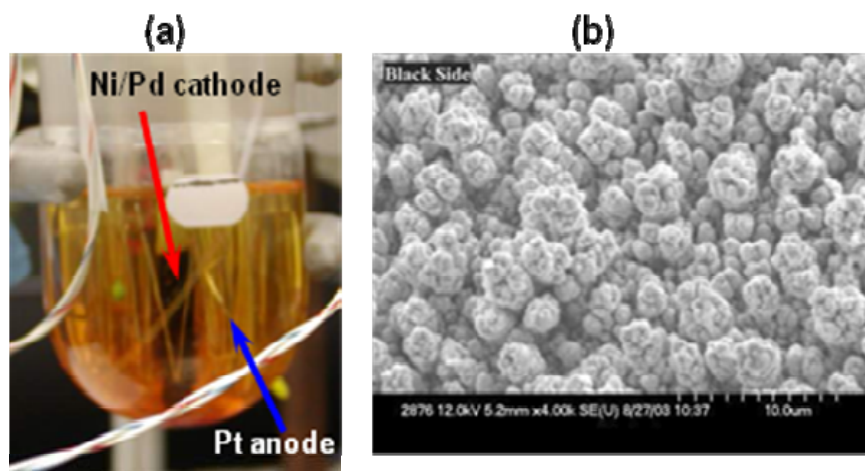 (a)
Ni/Pd cathode
Pt anode
(b)
Black Side
2876 12.0kV 5.2mm x4.00k SE(U) 8/27/03 10:37 10.0um